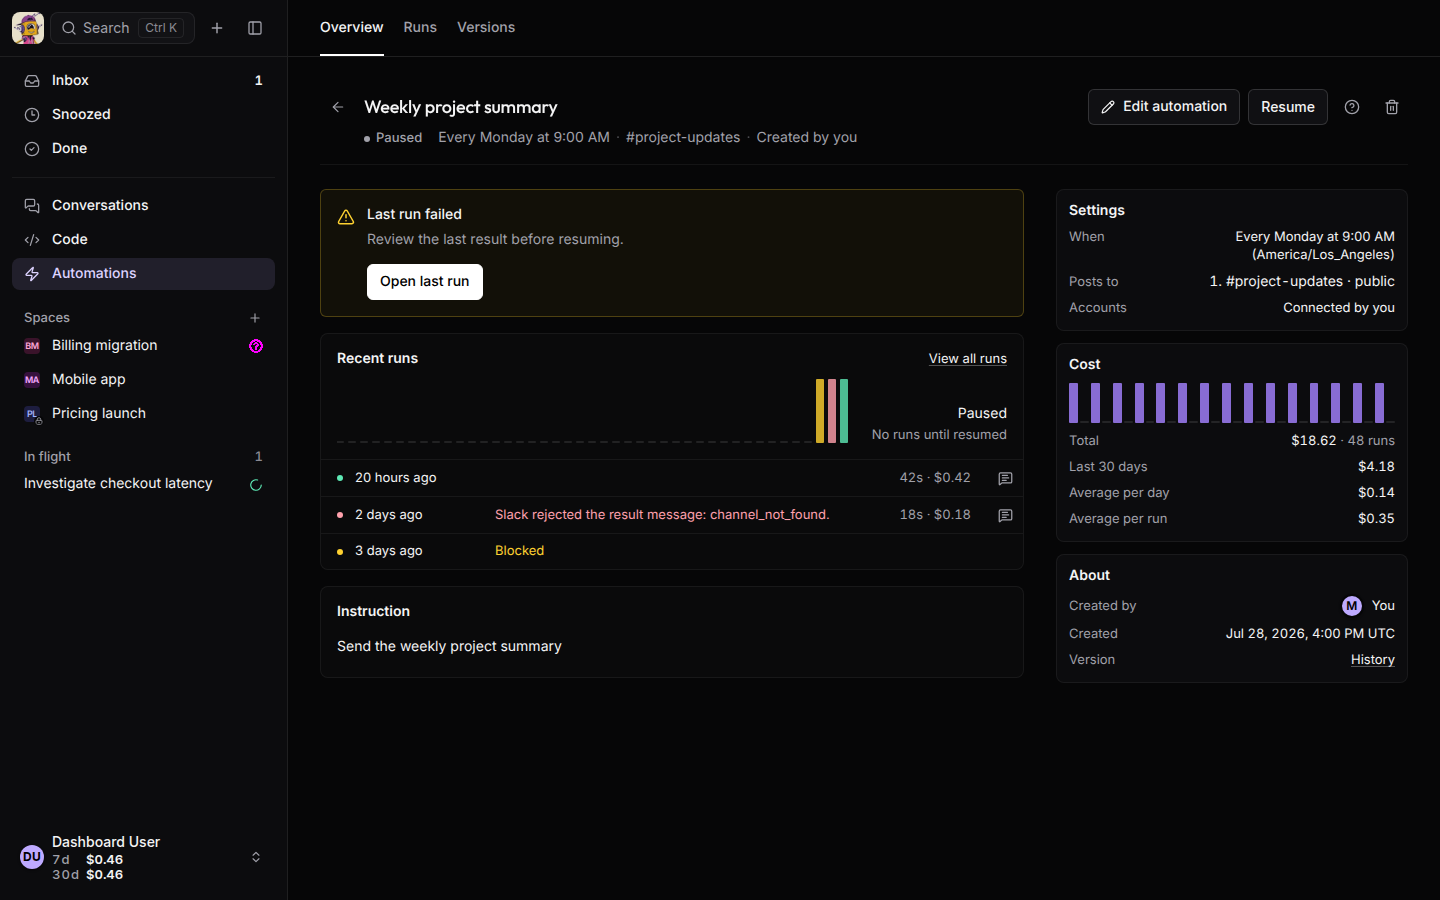 Search Ctrl K
Inbox 1
Snoozed
Done
Conversations
Code
Automations
Spaces
BM Billing migration
MA Mobile app
PL Pricing launch
In flight 1
Investigate checkout latency
DU Dashboard User
7d $0.46
30d $0.46
Overview Runs Versions
Weekly project summary
Paused Every Monday at 9:00 AM · #project-updates · Created by you
Edit automation Resume
Last run failed
Review the last result before resuming.
Open last run
Recent runs View all runs
Paused
No runs until resumed
20 hours ago 42s · $0.42
2 days ago Slack rejected the result message: channel_not_found. 18s · $0.18
3 days ago Blocked
Instruction
Send the weekly project summary
Settings
When Every Monday at 9:00 AM
(America/Los_Angeles)
Posts to 1. #project-updates · public
Accounts Connected by you
Cost
Total $18.62 · 48 runs
Last 30 days $4.18
Average per day $0.14
Average per run $0.35
About
Created by M You
Created Jul 28, 2026, 4:00 PM UTC
Version History